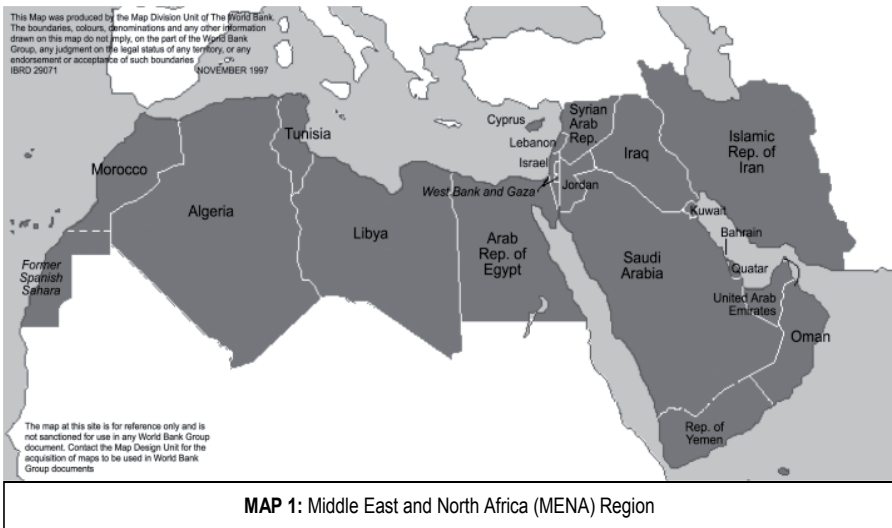 This Map was produced by the Map Division Unit of The World Bank.
The boundaries, colours, denominations and any other information
drawn on this map do not imply, on the part of the World Bank
Group, any judgment on the legal status of any territory, or any
endorsement or acceptance of such boundaries
IBRD 29071
NOVEMBER 1997
Cyprus
Syrian
Arab
Rep.
Lebanon
Israel
Iraq
Islamic
Rep. of
Iran
Tunisia
Morocco
West Bank and Gaza
Jordan
Algeria
Libya
Arab
Rep. of
Egypt
Kuwait
Bahrain
Saudi
Arabia
Quatar
Former
Spanish
Sahara
United Arab
Emirates
Oman
Rep. of
Yemen
The map at this site is for reference only and is
not sanctioned for use in any World Bank Group
document. Contact the Map Design Unit for the
acquisition of maps to be used in World Bank
Group documents
MAP 1: Middle East and North Africa (MENA) Region